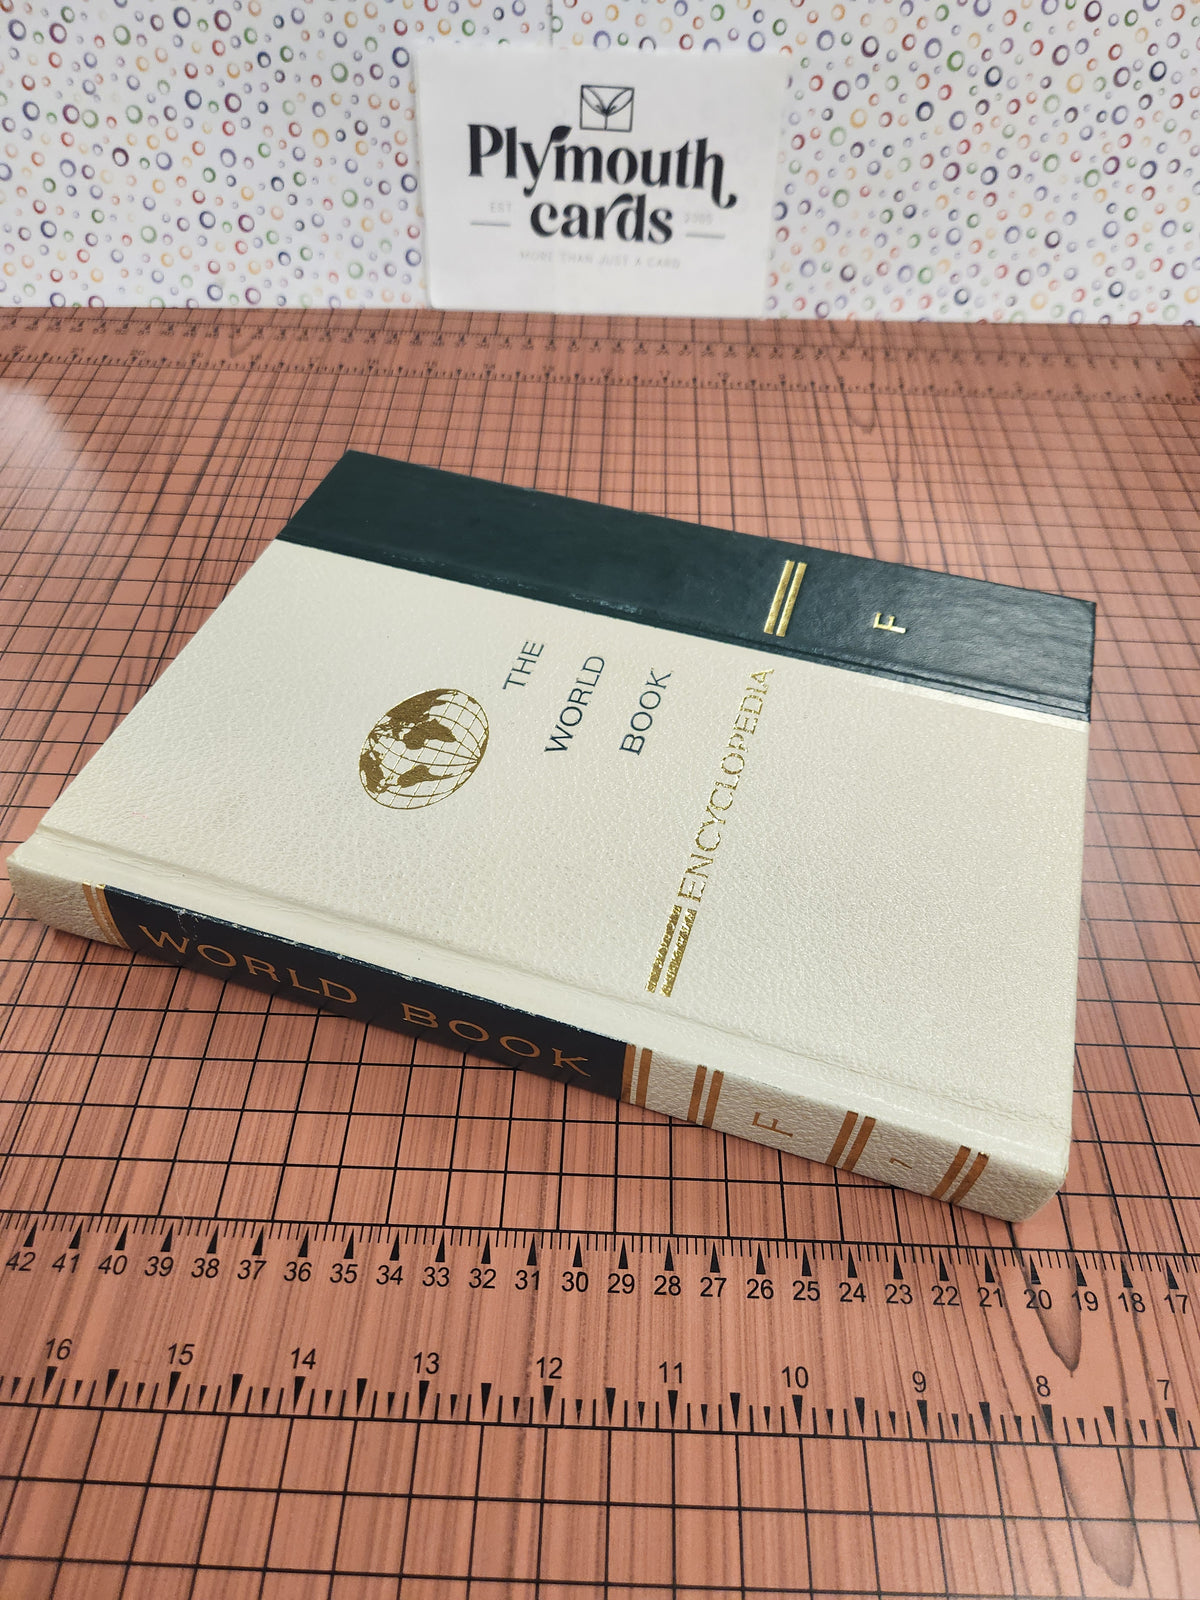 Plymouth
cards
EST. 2005
MORE THAN JUST A CARD
F
THE
WORLD
BOOK
ENCYCLOPEDIA
WORLD BOOK
F
7
42 41 40 39 38 37 36 35 34 33 32 31 30 29 28 27 26 25 24 23 22 21 20 19 18 17
16 15 14 13 12 11 10 9 8 7